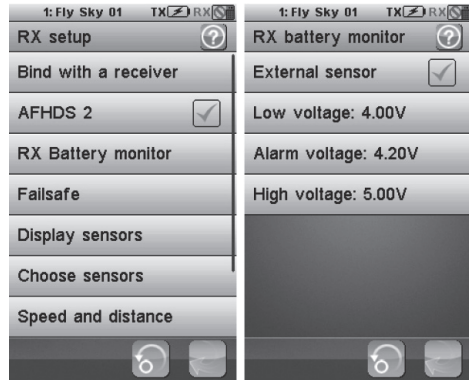 1: Fly Sky 01 TX RX
RX setup ?
Bind with a receiver
AFHDS 2
RX Battery monitor
Failsafe
Display sensors
Choose sensors
Speed and distance
1: Fly Sky 01 TX RX
RX battery monitor ?
External sensor
Low voltage: 4.00V
Alarm voltage: 4.20V
High voltage: 5.00V